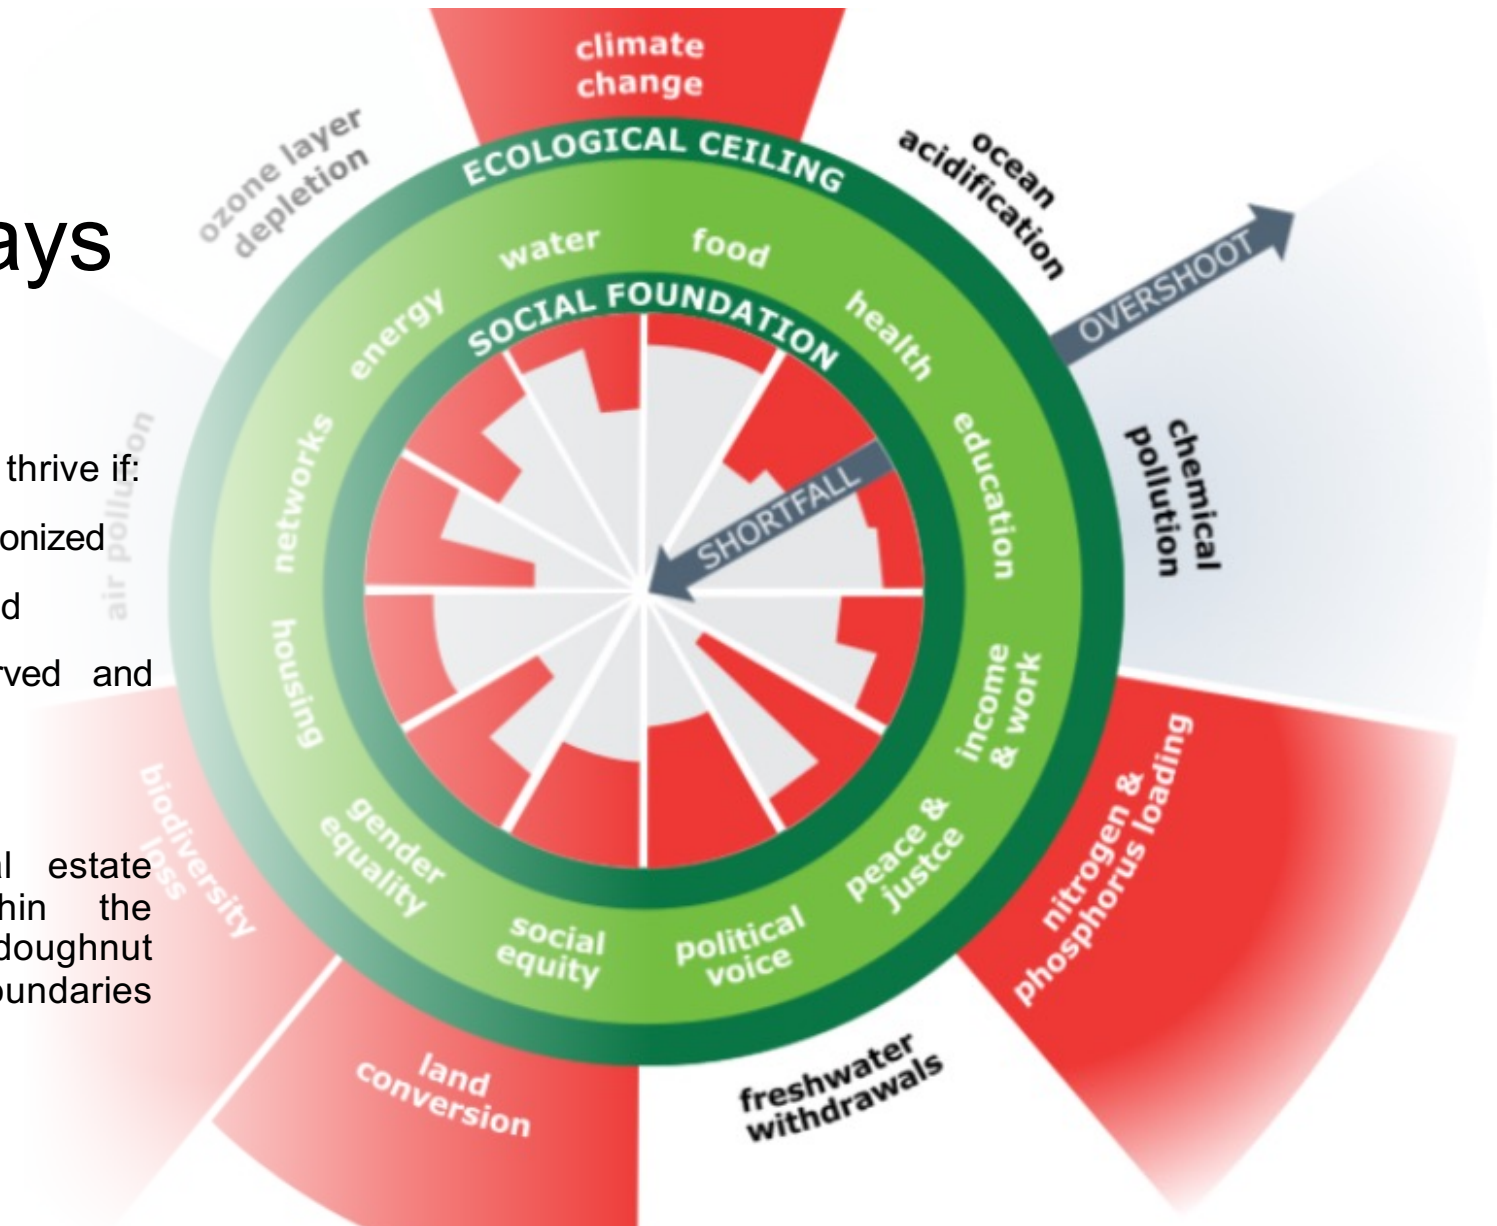 ays
thrive if:
onized
d
rved and
l estate
hin the
doughnut
oundaries
climate
change
ozone layer
depletion
ECOLOGICAL CEILING
ocean
acidification
OVERSHOOT
water
food
energy
health
SOCIAL FOUNDATION
networks
education
SHORTFALL
air pollution
chemical
pollution
housing
income
& work
biodiversity
loss
gender
equality
peace &
justce
nitrogen &
phosphorus loading
social
equity
political
voice
land
conversion
freshwater
withdrawals